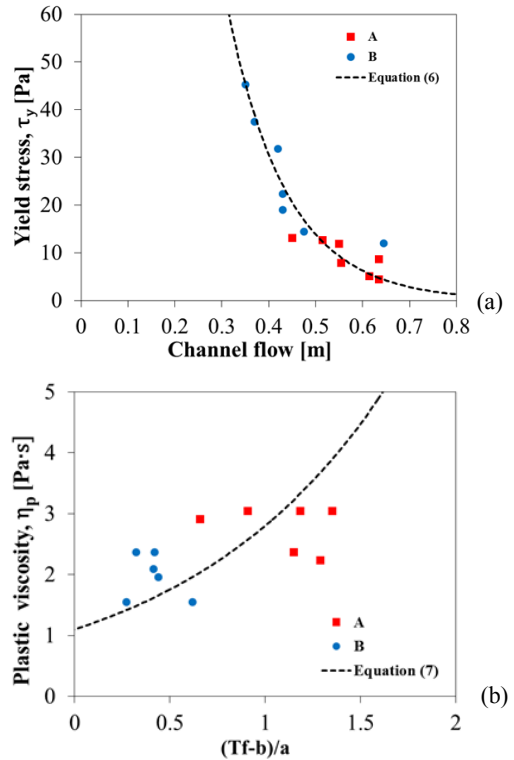 60
50
40
30
20
10
0
Yield stress, τy [Pa]
A
B
Equation (6)
0 0.1 0.2 0.3 0.4 0.5 0.6 0.7 0.8
Channel flow [m]
(a)
5
4
3
2
1
0
Plastic viscosity, ηp [Pa·s]
A
B
Equation (7)
0 0.5 1 1.5 2
(Tf-b)/a
(b)